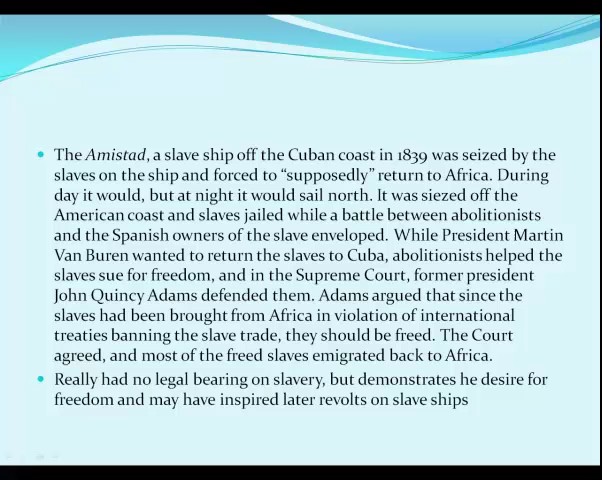 The Amistad, a slave ship off the Cuban coast in 1839 was seized by the
slaves on the ship and forced to “supposedly” return to Africa. During
day it would, but at night it would sail north. It was siezed off the
American coast and slaves jailed while a battle between abolitionists
and the Spanish owners of the slave enveloped. While President Martin
Van Buren wanted to return the slaves to Cuba, abolitionists helped the
slaves sue for freedom, and in the Supreme Court, former president
John Quincy Adams defended them. Adams argued that since the
slaves had been brought from Africa in violation of international
treaties banning the slave trade, they should be freed. The Court
agreed, and most of the freed slaves emigrated back to Africa.
Really had no legal bearing on slavery, but demonstrates he desire for
freedom and may have inspired later revolts on slave ships